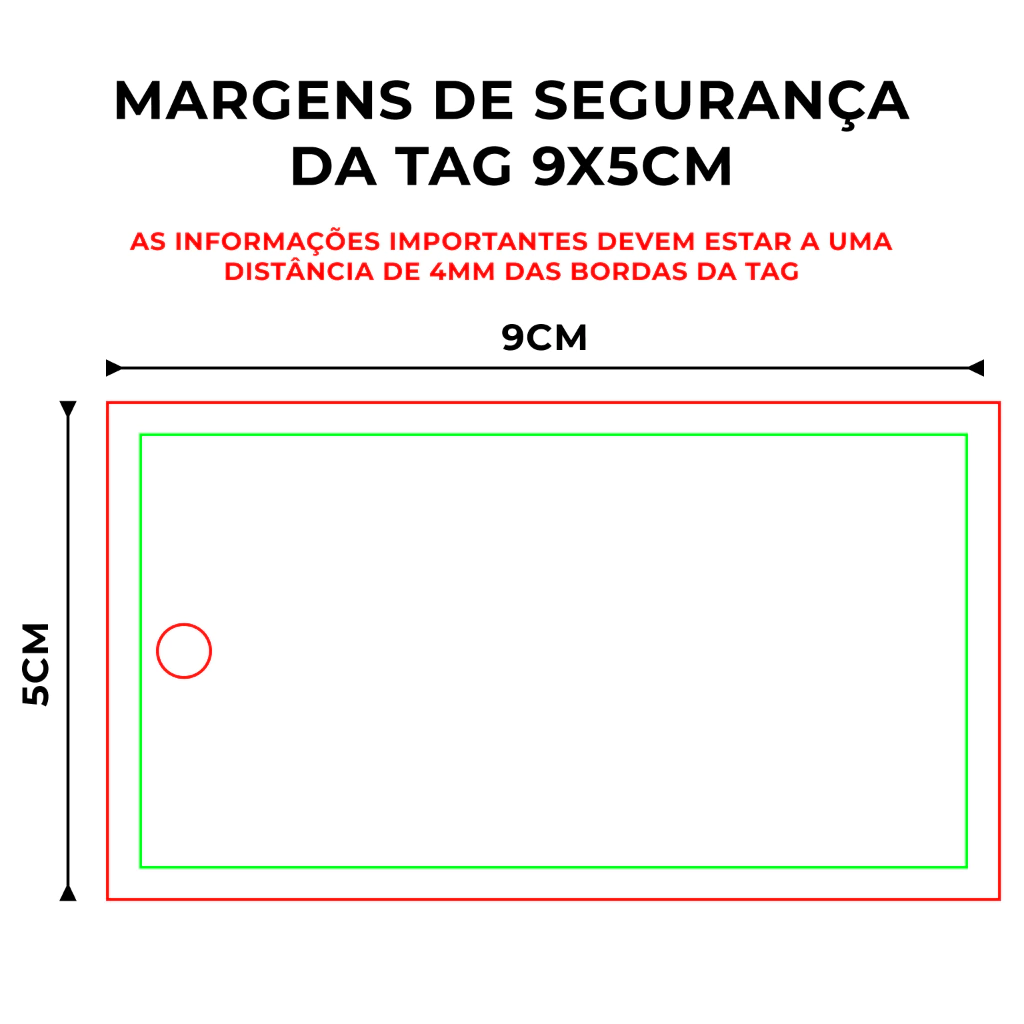 MARGENS DE SEGURANÇA
DA TAG 9X5CM
AS INFORMAÇÕES IMPORTANTES DEVEM ESTAR A UMA
DISTÂNCIA DE 4MM DAS BORDAS DA TAG
9CM
5CM